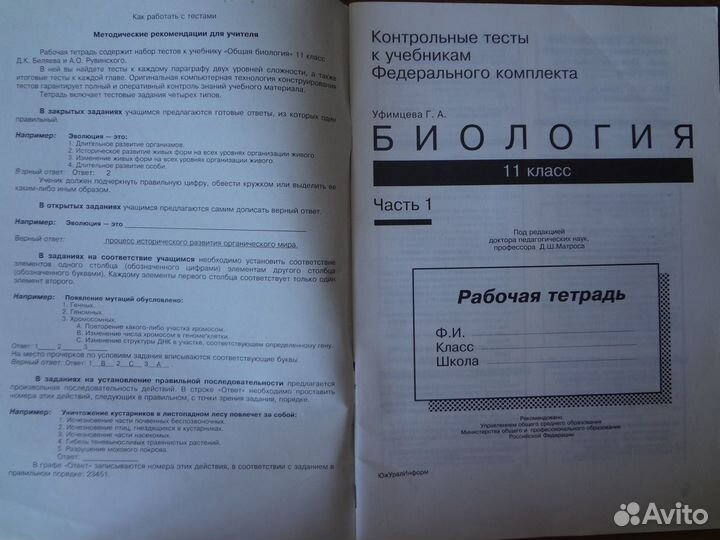 Как работать с тестами
Методические рекомендации для учителя
Рабочая тетрадь содержит набор тестов к учебнику «Общая биология» 11 класс
Д.К. Беляева и А.О. Рувинского.
В ней вы найдете тесты к каждому параграфу двух уровней сложности, а также
итоговые тесты к каждой главе. Оригинальная компьютерная технология конструирования
тестов гарантирует полный и оперативный контроль знаний учебного материала.
Тетрадь включает тестовые задания четырех типов.
В закрытых заданиях учащимся предлагаются готовые ответы, из которых один
правильный.
Например: Эволюция — это:
1. Длительное развитие организмов.
2. Историческое развитие живых форм на всех уровнях организации живого.
3. Изменение живых форм на всех уровнях организации живого.
4. Длительное развитие особи.
Верный ответ: Ответ: 2
Ученик должен подчеркнуть правильную цифру, обвести кружком или выделить ее
каким-либо иным образом.
В открытых заданиях учащимся предлагаются самим дописать верный ответ.
Например: Эволюция — это
Верный ответ: процесс исторического развития органического мира.
В заданиях на соответствие учащимся необходимо установить соответствие
элементов одного столбца (обозначенного цифрами) элементам другого столбца
(обозначенного буквами). Каждому элементы первого столбца соответствует только один
элемент второго.
Например: Появление мутаций обусловлено:
1. Генных.
2. Геномных.
3. Хромосомных.
А. Повторение какого-либо участка хромосом.
В. Изменение числа хромосом в геноме клетки.
С. Изменение структуры ДНК в участке, соответствующем определенному гену.
Ответ: 1___ 2___ 3___
На место прочерков по условиям задания вписываются соответствующие буквы.
Верный ответ: Ответ: 1__В__ 2__С__ 3__А__.
В заданиях на установление правильной последовательности предлагается
произвольная последовательность действий. В строке «Ответ» необходимо проставить
номера этих действий, следующих в правильном, с точки зрения задания, порядке.
Например: Уничтожение кустарников в листопадном лесу повлечет за собой:
1. Исчезновение части почвенных беспозвоночных.
2. Исчезновение птиц, гнездящихся в кустарниках.
3. Исчезновение части насекомых.
4. Гибель теневыносливых травянистых растений.
5. Разрушение мохового покрова.
Ответ:
В графе «Ответ» записываются номера этих действия, в соответствии с заданием в
правильном порядке: 23451.
Контрольные тесты
к учебникам
Федерального комплекта
Уфимцева Г. А.
БИОЛОГИЯ
11 класс
Часть 1
Под редакцией
доктора педагогических наук,
профессора Д.Ш.Матроса
Рабочая тетрадь
Ф.И.
Класс
Школа
Рекомендовано
Управлением общего среднего образования
Министерства общего и профессионального образования
Российской Федерации
ЮжУралИнформ
Avito